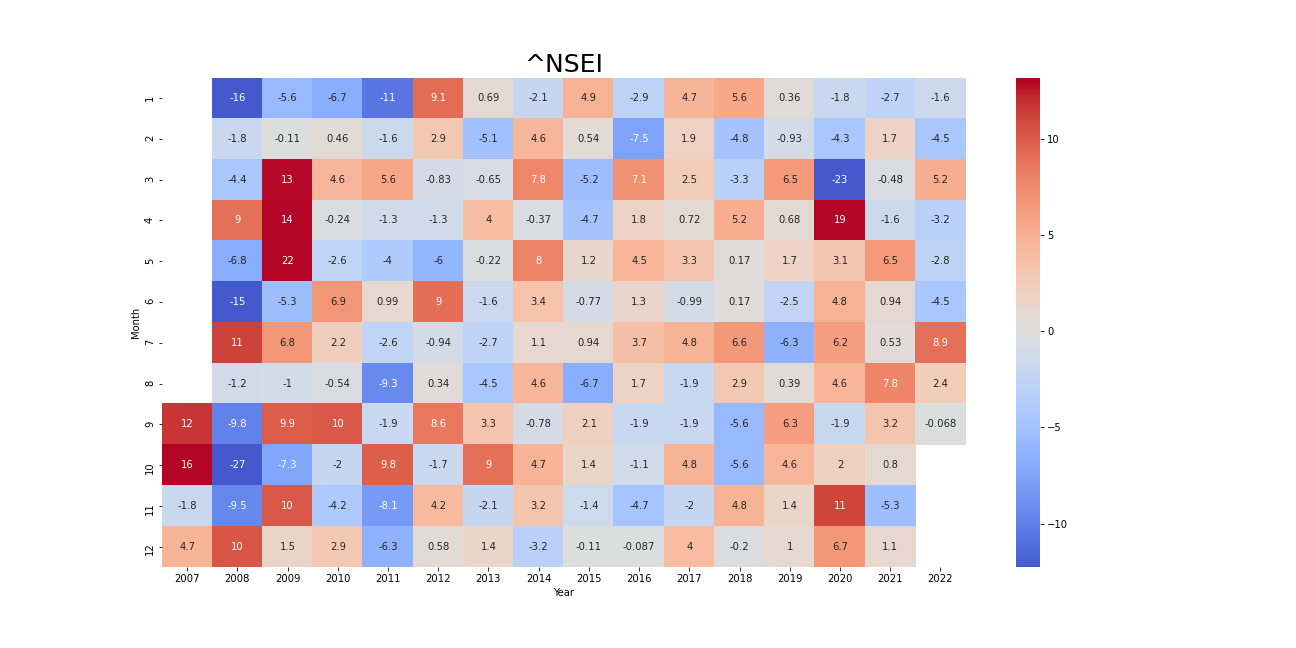 ^NSEI
1 -16 -5.6 -6.7 -11 9.1 0.69 -2.1 4.9 -2.9 4.7 5.6 0.36 -1.8 -2.7 -1.6
2 -1.8 -0.11 0.46 -1.6 2.9 -5.1 4.6 0.54 -7.5 1.9 -4.8 -0.93 -4.3 1.7 -4.5
10
3 -4.4 13 4.6 5.6 -0.83 -0.65 7.8 -5.2 7.1 2.5 -3.3 6.5 -23 -0.48 5.2
4 9 14 -0.24 -1.3 -1.3 4 -0.37 -4.7 1.8 0.72 5.2 0.68 19 -1.6 -3.2
5
5 -6.8 22 -2.6 -4 -6 -0.22 8 1.2 4.5 3.3 0.17 1.7 3.1 6.5 -2.8
6 -15 -5.3 6.9 0.99 9 -1.6 3.4 -0.77 1.3 -0.99 0.17 -2.5 4.8 0.94 -4.5
Month
0
7 11 6.8 2.2 -2.6 -0.94 -2.7 1.1 0.94 3.7 4.8 6.6 -6.3 6.2 0.53 8.9
8 -1.2 -1 -0.54 -9.3 0.34 -4.5 4.6 -6.7 1.7 -1.9 2.9 0.39 4.6 7.8 2.4
9 12 -9.8 9.9 10 -1.9 8.6 3.3 -0.78 2.1 -1.9 -1.9 -5.6 6.3 -1.9 3.2 -0.068
−5
10 16 -27 -7.3 -2 9.8 -1.7 9 4.7 1.4 -1.1 4.8 -5.6 4.6 2 0.8
11 -1.8 -9.5 10 -4.2 -8.1 4.2 -2.1 3.2 -1.4 -4.7 -2 4.8 1.4 11 -5.3
−10
12 4.7 10 1.5 2.9 -6.3 0.58 1.4 -3.2 -0.11 -0.087 4 -0.2 1 6.7 1.1
2007 2008 2009 2010 2011 2012 2013 2014 2015 2016 2017 2018 2019 2020 2021 2022
Year